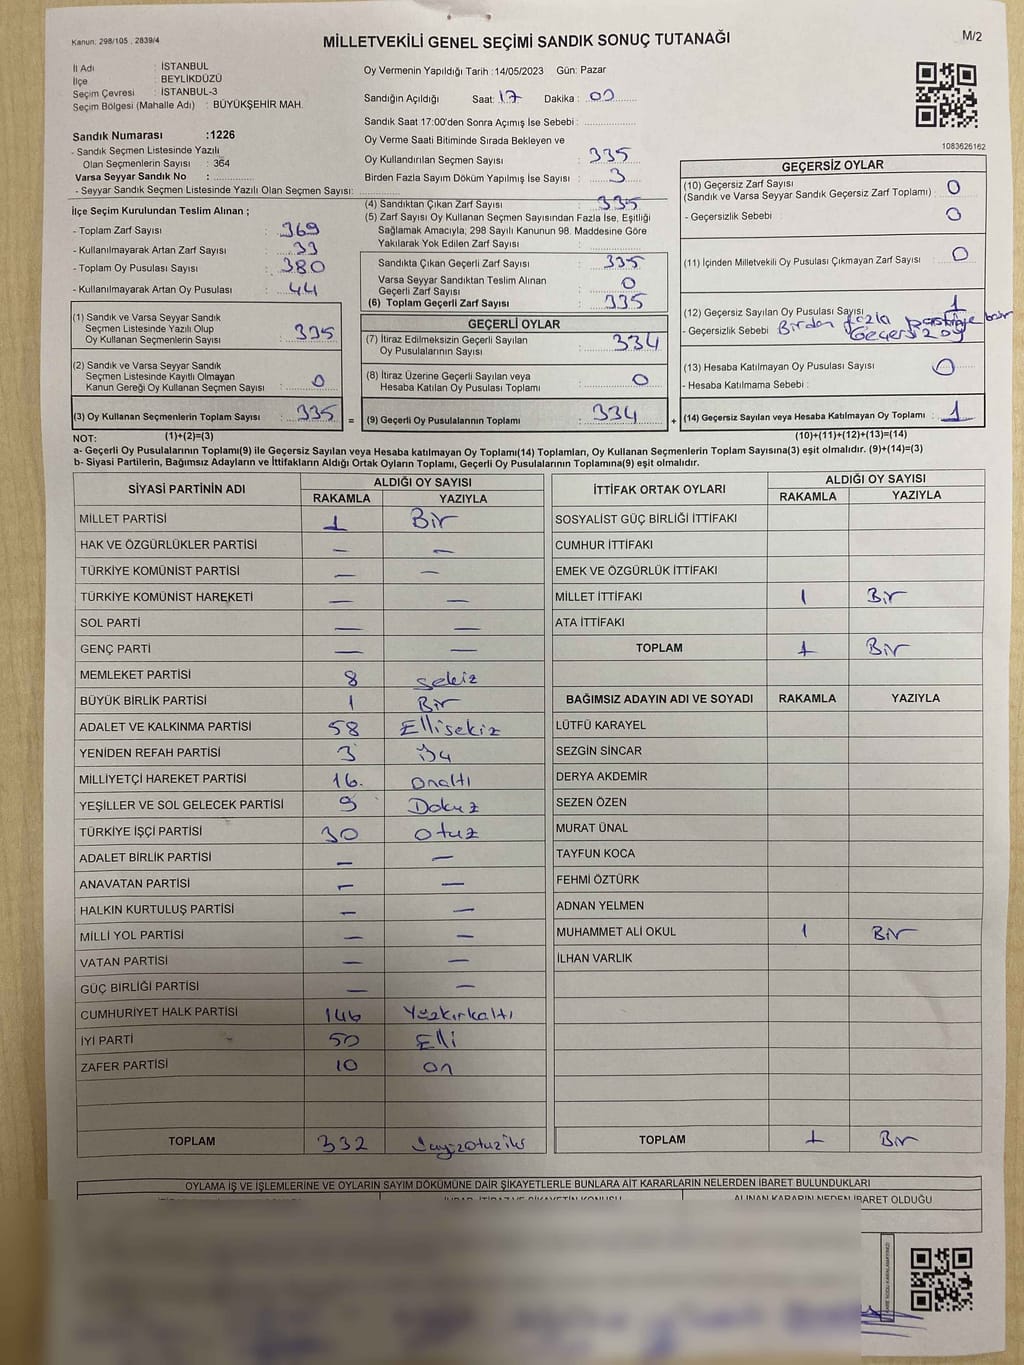 Kanun: 298/105 , 2839/4
M/2
MİLLETVEKİLİ GENEL SEÇİMİ SANDIK SONUÇ TUTANAĞI
İl Adı : İSTANBUL
İlçe : BEYLİKDÜZÜ
Seçim Çevresi : İSTANBUL-3
Seçim Bölgesi (Mahalle Adı) : BÜYÜKŞEHİR MAH.
Sandık Numarası :1226
- Sandık Seçmen Listesinde Yazılı
Olan Seçmenlerin Sayısı : 364
Varsa Seyyar Sandık No :
- Seyyar Sandık Seçmen Listesinde Yazılı Olan Seçmen Sayısı:
Oy Vermenin Yapıldığı Tarih :14/05/2023 Gün: Pazar
Sandığın Açıldığı Saat: 17 Dakika : 00
Sandık Saat 17:00'den Sonra Açımış İse Sebebi :
Oy Verme Saati Bitiminde Sırada Bekleyen ve
Oy Kullandırılan Seçmen Sayısı : 335
Birden Fazla Sayım Döküm Yapılmış İse Sayısı : 3
1083626162
İlçe Seçim Kurulundan Teslim Alınan ;
- Toplam Zarf Sayısı : 369
- Kullanılmayarak Artan Zarf Sayısı : 33
- Toplam Oy Pusulası Sayısı : 380
- Kullanılmayarak Artan Oy Pusulası : 44
(1) Sandık ve Varsa Seyyar Sandık
Seçmen Listesinde Yazılı Olup
Oy Kullanan Seçmenlerin Sayısı : 335
(2) Sandık ve Varsa Seyyar Sandık
Seçmen Listesinde Kayıtlı Olmayan
Kanun Gereği Oy Kullanan Seçmen Sayısı : 0
(3) Oy Kullanan Seçmenlerin Toplam Sayısı : 335 =
(4) Sandıktan Çıkan Zarf Sayısı : 335
(5) Zarf Sayısı Oy Kullanan Seçmen Sayısından Fazla İse, Eşitliği
Sağlamak Amacıyla; 298 Sayılı Kanunun 98. Maddesine Göre
Yakılarak Yok Edilen Zarf Sayısı :
Sandıkta Çıkan Geçerli Zarf Sayısı : 335
Varsa Seyyar Sandıktan Teslim Alınan
Geçerli Zarf Sayısı : 0
(6) Toplam Geçerli Zarf Sayısı : 335
GEÇERLİ OYLAR
(7) İtiraz Edilmeksizin Geçerli Sayılan
Oy Pusulalarının Sayısı : 334
(8) İtiraz Üzerine Geçerli Sayılan veya
Hesaba Katılan Oy Pusulası Toplamı : 0
(9) Geçerli Oy Pusulalarının Toplamı : 334 +
GEÇERSİZ OYLAR
(10) Geçersiz Zarf Sayısı
(Sandık ve Varsa Seyyar Sandık Geçersiz Zarf Toplamı) : 0
- Geçersizlik Sebebi : 0
(11) İçinden Milletvekili Oy Pusulası Çıkmayan Zarf Sayısı : 0
(12) Geçersiz Sayılan Oy Pusulası Sayısı : 1
- Geçersizlik Sebebi Birden fazla partiye
Geçersiz oy
(13) Hesaba Katılmayan Oy Pusulası Sayısı : 0
- Hesaba Katılmama Sebebi :
(14) Geçersiz Sayılan veya Hesaba Katılmayan Oy Toplamı : 1
NOT: (1)+(2)=(3)
(10)+(11)+(12)+(13)=(14)
a- Geçerli Oy Pusulalarının Toplamı(9) ile Geçersiz Sayılan veya Hesaba katılmayan Oy Toplamı(14) Toplamları, Oy Kullanan Seçmenlerin Toplam Sayısına(3) eşit olmalıdır. (9)+(14)=(3)
b- Siyasi Partilerin, Bağımsız Adayların ve İttifakların Aldığı Ortak Oyların Toplamı, Geçerli Oy Pusulalarının Toplamına(9) eşit olmalıdır.
SİYASİ PARTİNİN ADI ALDIĞI OY SAYISI
RAKAMLA YAZIYLA
MİLLET PARTİSİ 1 Bir
HAK VE ÖZGÜRLÜKLER PARTİSİ — —
TÜRKİYE KOMÜNİST PARTİSİ — —
TÜRKİYE KOMÜNİST HAREKETİ — —
SOL PARTİ — —
GENÇ PARTİ — —
MEMLEKET PARTİSİ 8 sekiz
BÜYÜK BİRLİK PARTİSİ 1 Bir
ADALET VE KALKINMA PARTİSİ 58 Ellisekiz
YENİDEN REFAH PARTİSİ 3 Üç
MİLLİYETÇİ HAREKET PARTİSİ 16 onaltı
YEŞİLLER VE SOL GELECEK PARTİSİ 9 Dokuz
TÜRKİYE İŞÇİ PARTİSİ 30 otuz
ADALET BİRLİK PARTİSİ — —
ANAVATAN PARTİSİ — —
HALKIN KURTULUŞ PARTİSİ — —
MİLLİ YOL PARTİSİ — —
VATAN PARTİSİ — —
GÜÇ BİRLİĞİ PARTİSİ — —
CUMHURİYET HALK PARTİSİ 146 Yüzkırkaltı
İYİ PARTİ 50 Elli
ZAFER PARTİSİ 10 on
TOPLAM 332
İTTİFAK ORTAK OYLARI ALDIĞI OY SAYISI
RAKAMLA YAZIYLA
SOSYALİST GÜÇ BİRLİĞİ İTTİFAKI
CUMHUR İTTİFAKI
EMEK VE ÖZGÜRLÜK İTTİFAKI
MİLLET İTTİFAKI 1 Bir
ATA İTTİFAKI
TOPLAM 1 Bir
BAĞIMSIZ ADAYIN ADI VE SOYADI RAKAMLA YAZIYLA
LÜTFÜ KARAYEL
SEZGİN SİNCAR
DERYA AKDEMİR
SEZEN ÖZEN
MURAT ÜNAL
TAYFUN KOCA
FEHMİ ÖZTÜRK
ADNAN YELMEN
MUHAMMET ALİ OKUL 1 Bir
İLHAN VARLIK
TOPLAM 1 Bir
OYLAMA İŞ VE İŞLEMLERİNE VE OYLARIN SAYIM DÖKÜMÜNE DAİR ŞİKAYETLERLE BUNLARA AİT KARARLARIN NELERDEN İBARET BULUNDUKLARI
ALINAN KARARIN NEDEN İBARET OLDUĞU